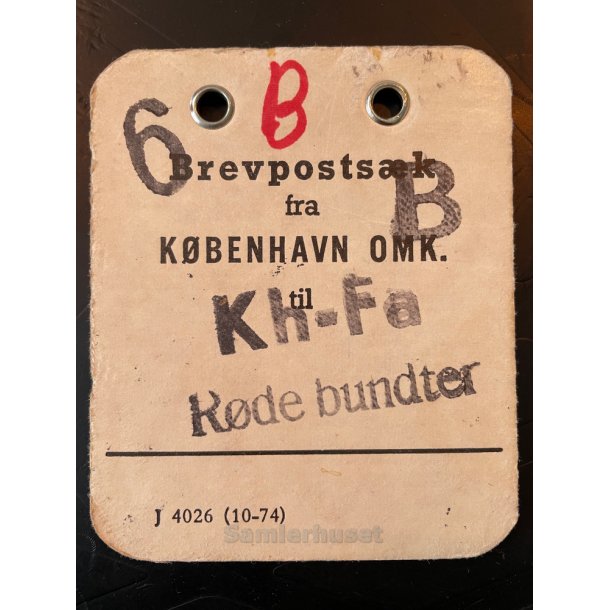 B
6
Brevpostsæk
B
fra
KØBENHAVN OMK.
til
Kh-Fa
Røde bundter
J 4026 (10-74)
Samlerhuset